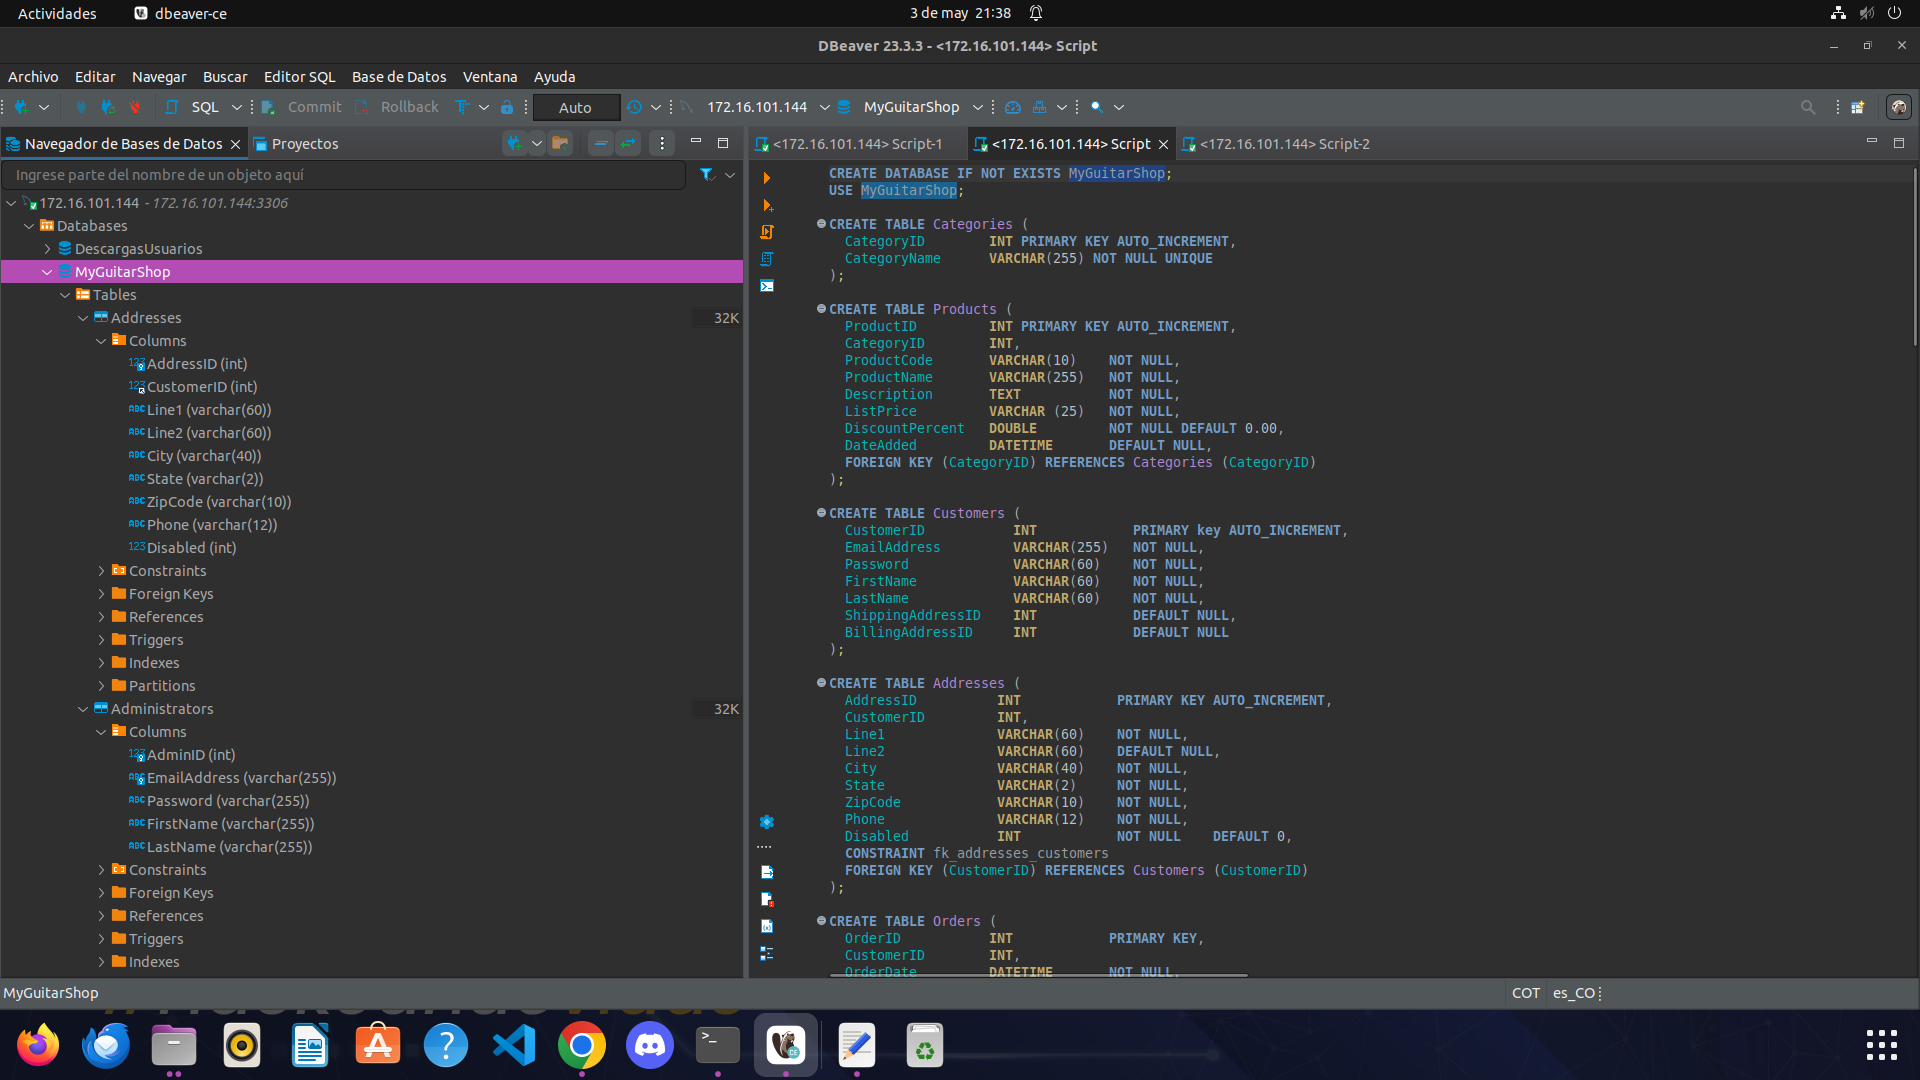 Actividades
dbeaver-ce
3 de may 21:38
DBeaver 23.3.3 - <172.16.101.144> Script
Archivo Editar Navegar Buscar Editor SQL Base de Datos Ventana Ayuda
SQL Commit Rollback Auto 172.16.101.144 MyGuitarShop
Navegador de Bases de Datos
Proyectos
Ingrese parte del nombre de un objeto aquí
172.16.101.144 - 172.16.101.144:3306
Databases
DescargasUsuarios
MyGuitarShop
Tables
Addresses 32K
Columns
AddressID (int)
CustomerID (int)
Line1 (varchar(60))
Line2 (varchar(60))
City (varchar(40))
State (varchar(2))
ZipCode (varchar(10))
Phone (varchar(12))
Disabled (int)
Constraints
Foreign Keys
References
Triggers
Indexes
Partitions
Administrators 32K
Columns
AdminID (int)
EmailAddress (varchar(255))
Password (varchar(255))
FirstName (varchar(255))
LastName (varchar(255))
Constraints
Foreign Keys
References
Triggers
Indexes
<172.16.101.144> Script-1
<172.16.101.144> Script
<172.16.101.144> Script-2
CREATE DATABASE IF NOT EXISTS MyGuitarShop;
USE MyGuitarShop;
CREATE TABLE Categories (
CategoryID INT PRIMARY KEY AUTO_INCREMENT,
CategoryName VARCHAR(255) NOT NULL UNIQUE
);
CREATE TABLE Products (
ProductID INT PRIMARY KEY AUTO_INCREMENT,
CategoryID INT,
ProductCode VARCHAR(10) NOT NULL,
ProductName VARCHAR(255) NOT NULL,
Description TEXT NOT NULL,
ListPrice VARCHAR (25) NOT NULL,
DiscountPercent DOUBLE NOT NULL DEFAULT 0.00,
DateAdded DATETIME DEFAULT NULL,
FOREIGN KEY (CategoryID) REFERENCES Categories (CategoryID)
);
CREATE TABLE Customers (
CustomerID INT PRIMARY key AUTO_INCREMENT,
EmailAddress VARCHAR(255) NOT NULL,
Password VARCHAR(60) NOT NULL,
FirstName VARCHAR(60) NOT NULL,
LastName VARCHAR(60) NOT NULL,
ShippingAddressID INT DEFAULT NULL,
BillingAddressID INT DEFAULT NULL
);
CREATE TABLE Addresses (
AddressID INT PRIMARY KEY AUTO_INCREMENT,
CustomerID INT,
Line1 VARCHAR(60) NOT NULL,
Line2 VARCHAR(60) DEFAULT NULL,
City VARCHAR(40) NOT NULL,
State VARCHAR(2) NOT NULL,
ZipCode VARCHAR(10) NOT NULL,
Phone VARCHAR(12) NOT NULL,
Disabled INT NOT NULL DEFAULT 0,
CONSTRAINT fk_addresses_customers
FOREIGN KEY (CustomerID) REFERENCES Customers (CustomerID)
);
CREATE TABLE Orders (
OrderID INT PRIMARY KEY,
CustomerID INT,
OrderDate DATETIME NOT NULL,
MyGuitarShop
COT es_CO